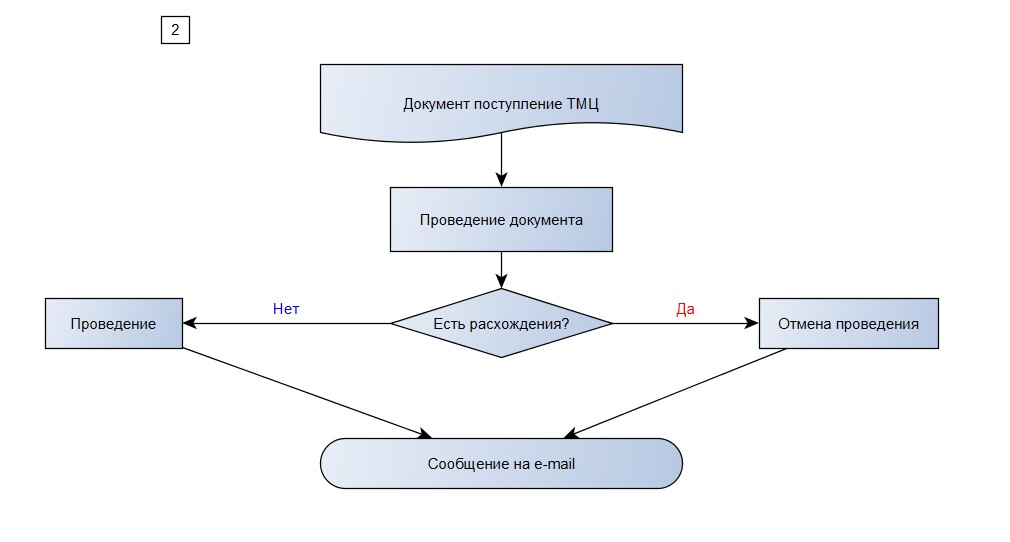 2
Документ поступление ТМЦ
Проведение документа
Нет
Да
Проведение
Есть расхождения?
Отмена проведения
Сообщение на e-mail